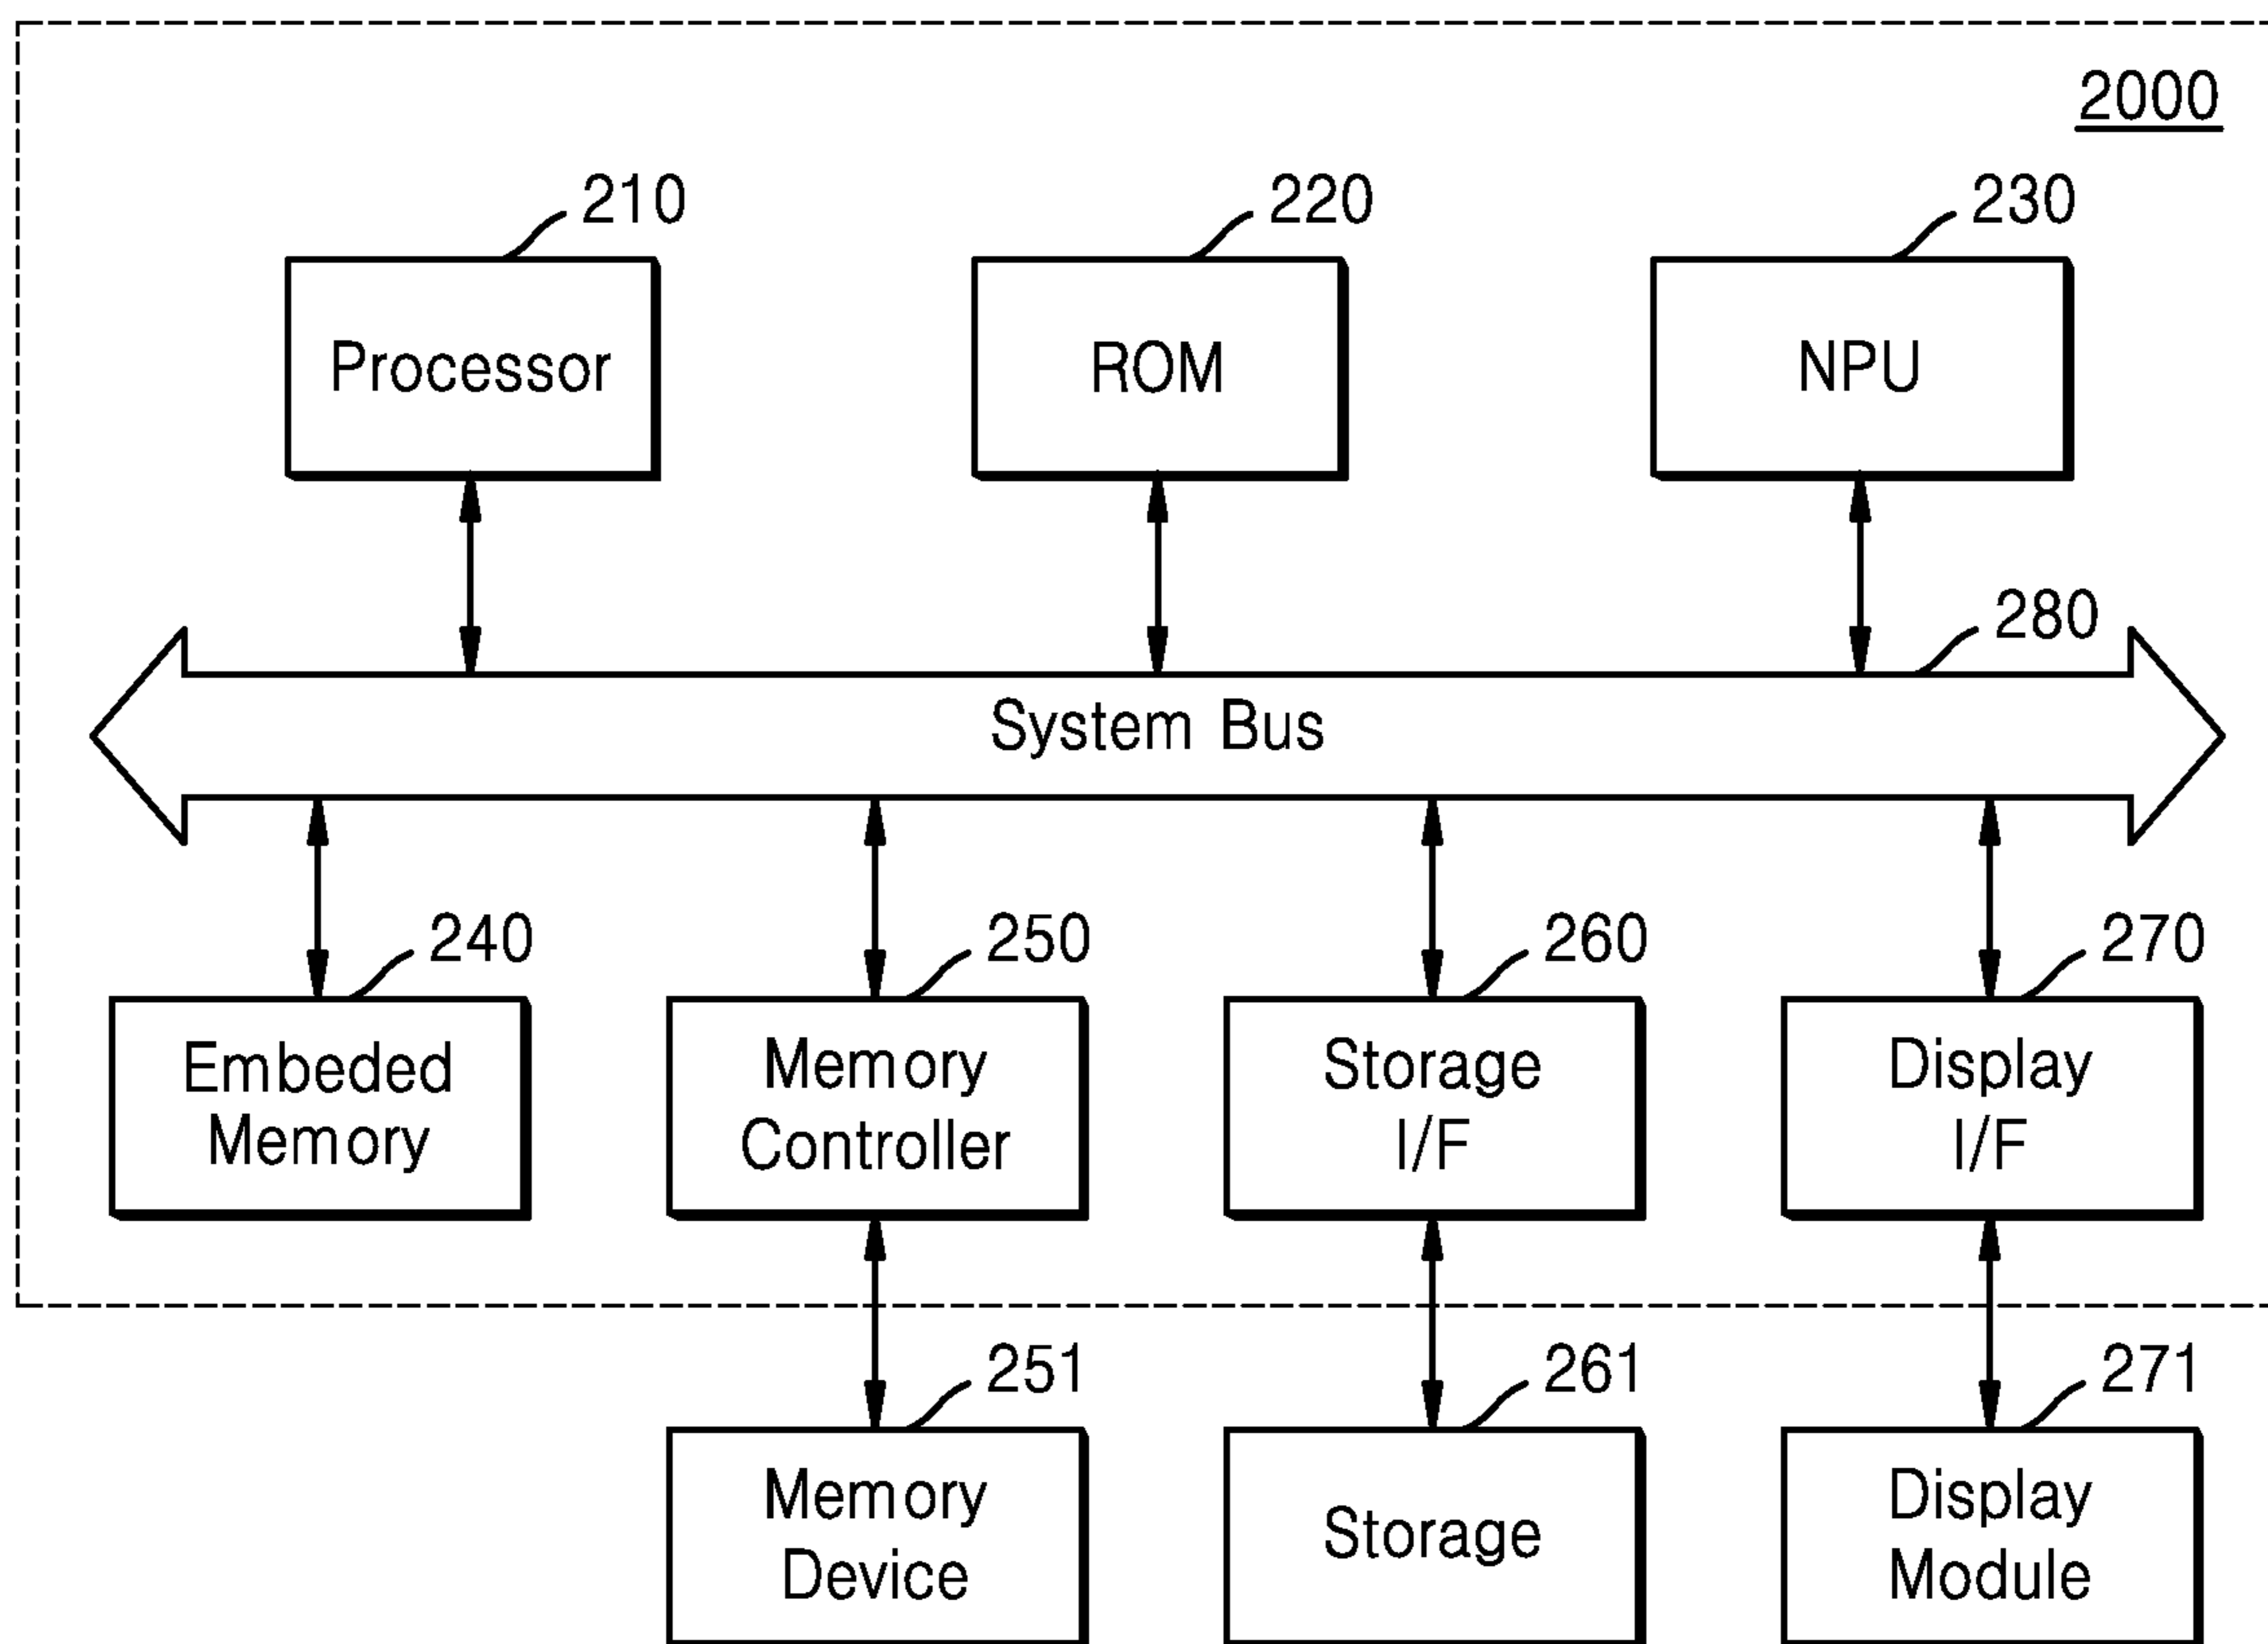 2000
210
220
230
Processor
ROM
NPU
280
System Bus
240
250
260
270
Embeded
Memory
Memory
Controller
Storage
I/F
Display
I/F
251
261
271
Memory
Device
Storage
Display
Module